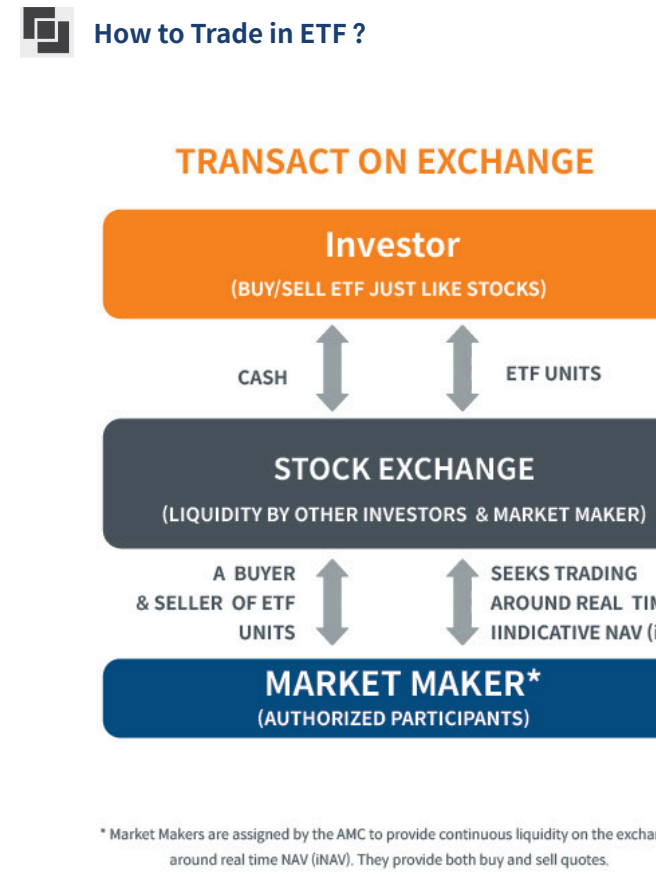 How to Trade in ETF ?
TRANSACT ON EXCHANGE
Investor
(BUY/SELL ETF JUST LIKE STOCKS)
CASH
ETF UNITS
STOCK EXCHANGE
(LIQUIDITY BY OTHER INVESTORS & MARKET MAKER)
A BUYER
& SELLER OF ETF
UNITS
SEEKS TRADING
AROUND REAL
IINDICATIVE NAV
MARKET MAKER*
(AUTHORIZED PARTICIPANTS)
* Market Makers are assigned by the AMC to provide continuous liquidity on the
around real time NAV (iNAV). They provide both buy and sell quotes.